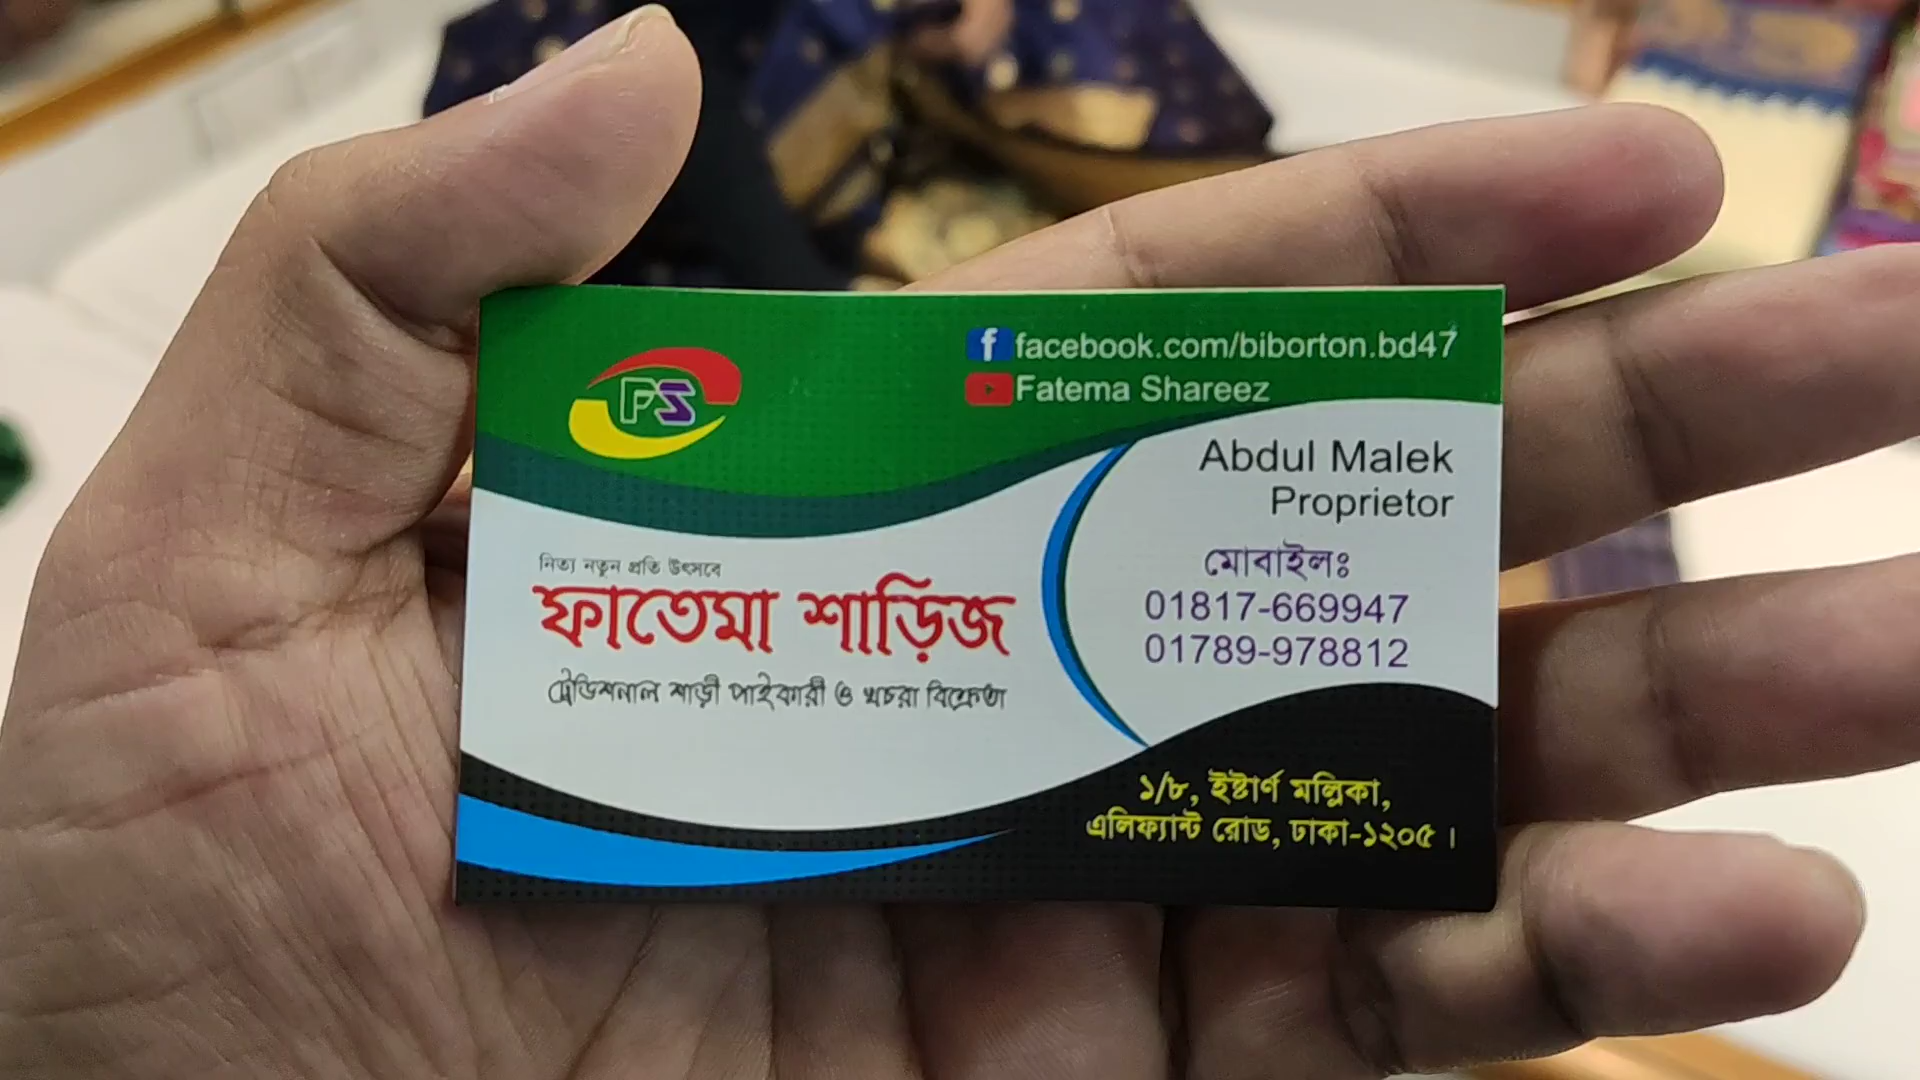 FS
facebook.com/biborton.bd47
Fatema Shareez
Abdul Malek
Proprietor
মোবাইলঃ
01817-669947
01789-978812
নিত্য নতুন প্রতি উৎসবে
ফাতেমা শাড়িজ
ট্রেডিশনাল শাড়ী পাইকারী ও খচরা বিক্রেতা
১/৮, ইষ্টার্ণ মল্লিকা,
এলিফ্যান্ট রোড, ঢাকা-১২০৫।